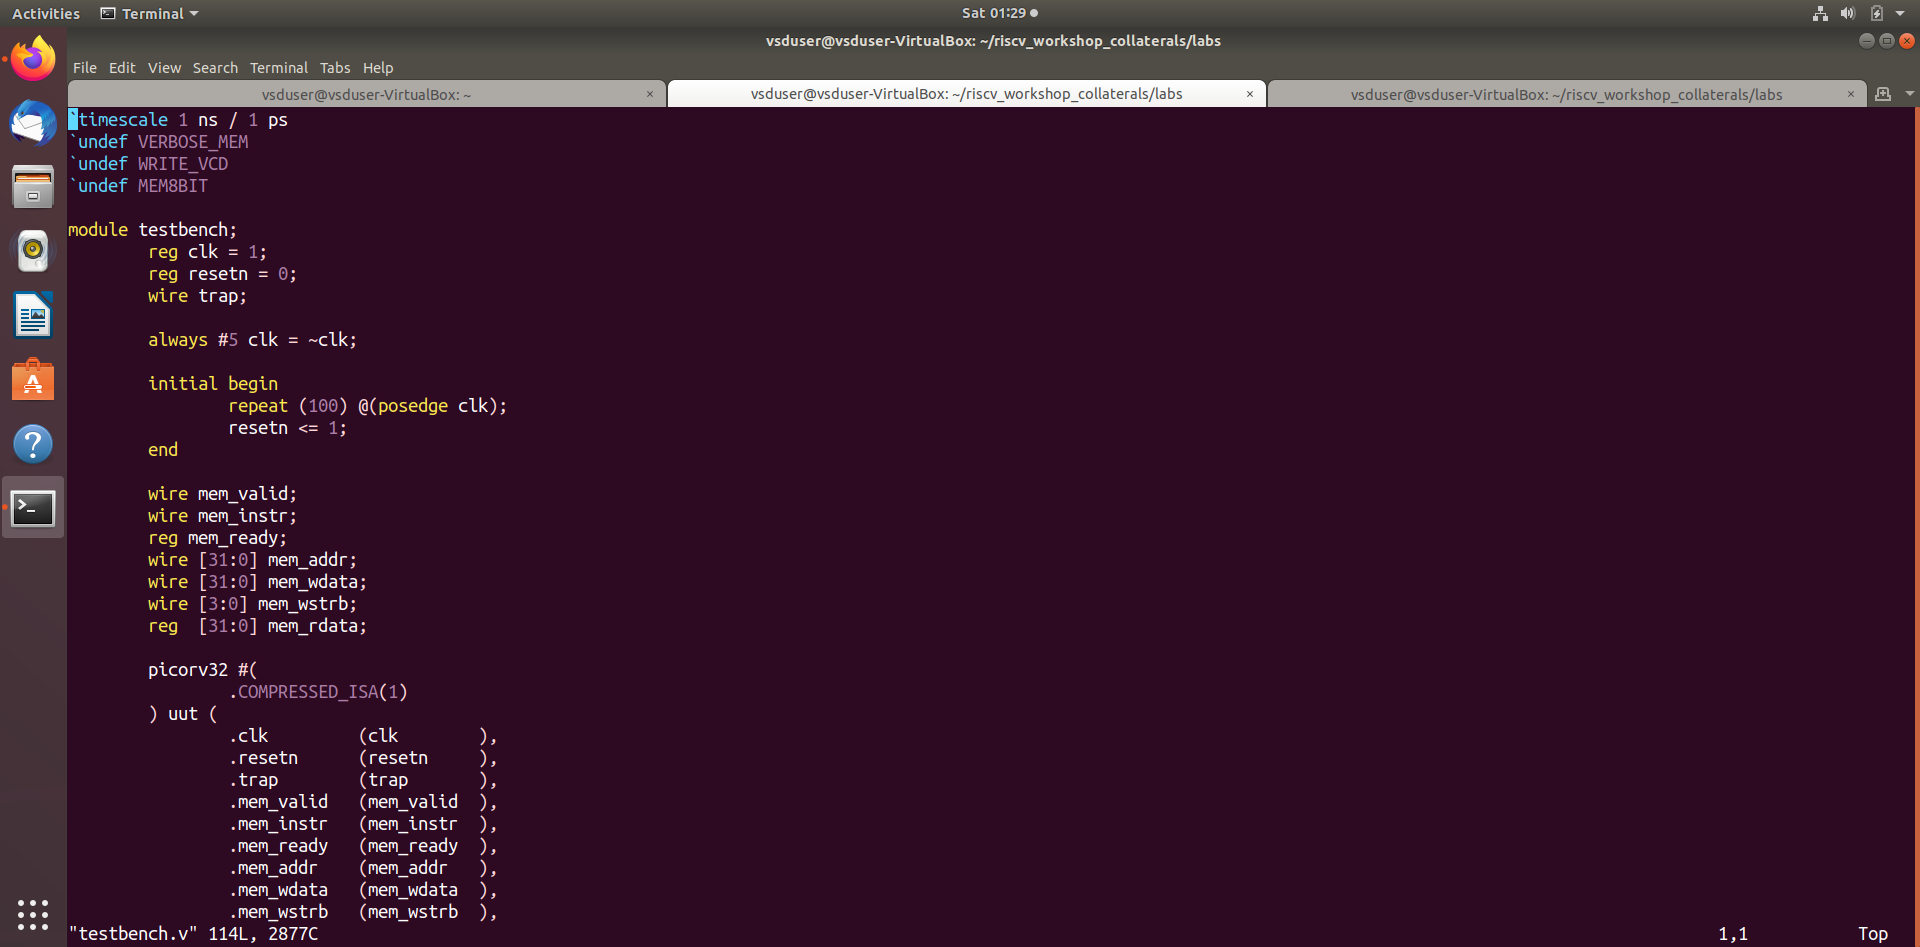 Activities Terminal Sat 01:29
vsduser@vsduser-VirtualBox: ~/riscv_workshop_collaterals/labs
File Edit View Search Terminal Tabs Help
vsduser@vsduser-VirtualBox: ~ × vsduser@vsduser-VirtualBox: ~/riscv_workshop_collaterals/labs × vsduser@vsduser-VirtualBox: ~/riscv_workshop_collaterals/labs ×
`timescale 1 ns / 1 ps
`undef VERBOSE_MEM
`undef WRITE_VCD
`undef MEM8BIT
module testbench;
reg clk = 1;
reg resetn = 0;
wire trap;
always #5 clk = ~clk;
initial begin
repeat (100) @(posedge clk);
resetn <= 1;
end
wire mem_valid;
wire mem_instr;
reg mem_ready;
wire [31:0] mem_addr;
wire [31:0] mem_wdata;
wire [3:0] mem_wstrb;
reg  [31:0] mem_rdata;
picorv32 #(
.COMPRESSED_ISA(1)
) uut (
.clk         (clk        ),
.resetn      (resetn     ),
.trap        (trap       ),
.mem_valid   (mem_valid  ),
.mem_instr   (mem_instr  ),
.mem_ready   (mem_ready  ),
.mem_addr    (mem_addr   ),
.mem_wdata   (mem_wdata  ),
.mem_wstrb   (mem_wstrb  ),
"testbench.v" 114L, 2877C 1,1 Top